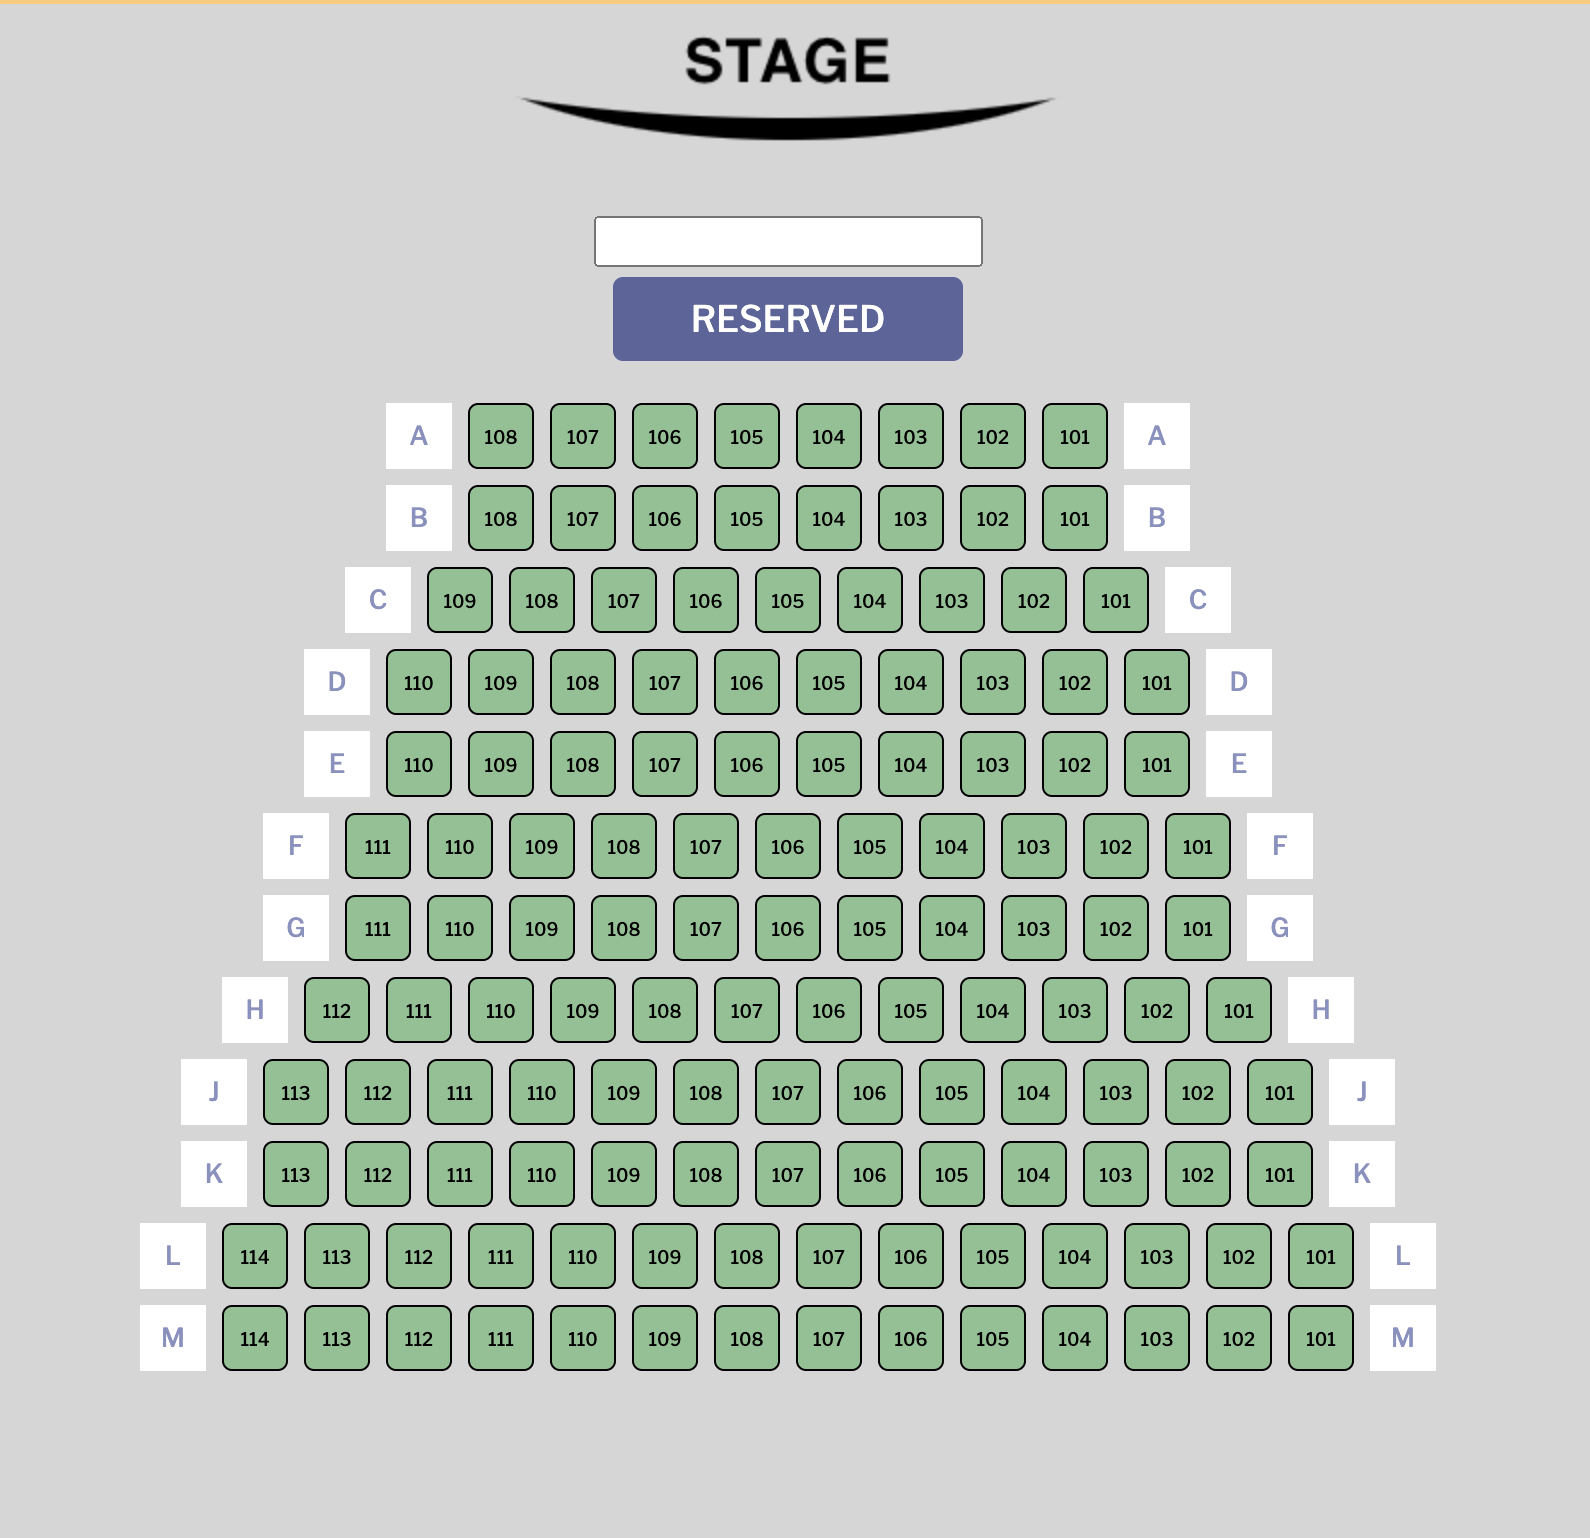 STAGE
RESERVED
A 108 107 106 105 104 103 102 101 A
B 108 107 106 105 104 103 102 101 B
C 109 108 107 106 105 104 103 102 101 C
D 110 109 108 107 106 105 104 103 102 101 D
E 110 109 108 107 106 105 104 103 102 101 E
F 111 110 109 108 107 106 105 104 103 102 101 F
G 111 110 109 108 107 106 105 104 103 102 101 G
H 112 111 110 109 108 107 106 105 104 103 102 101 H
J 113 112 111 110 109 108 107 106 105 104 103 102 101 J
K 113 112 111 110 109 108 107 106 105 104 103 102 101 K
L 114 113 112 111 110 109 108 107 106 105 104 103 102 101 L
M 114 113 112 111 110 109 108 107 106 105 104 103 102 101 M